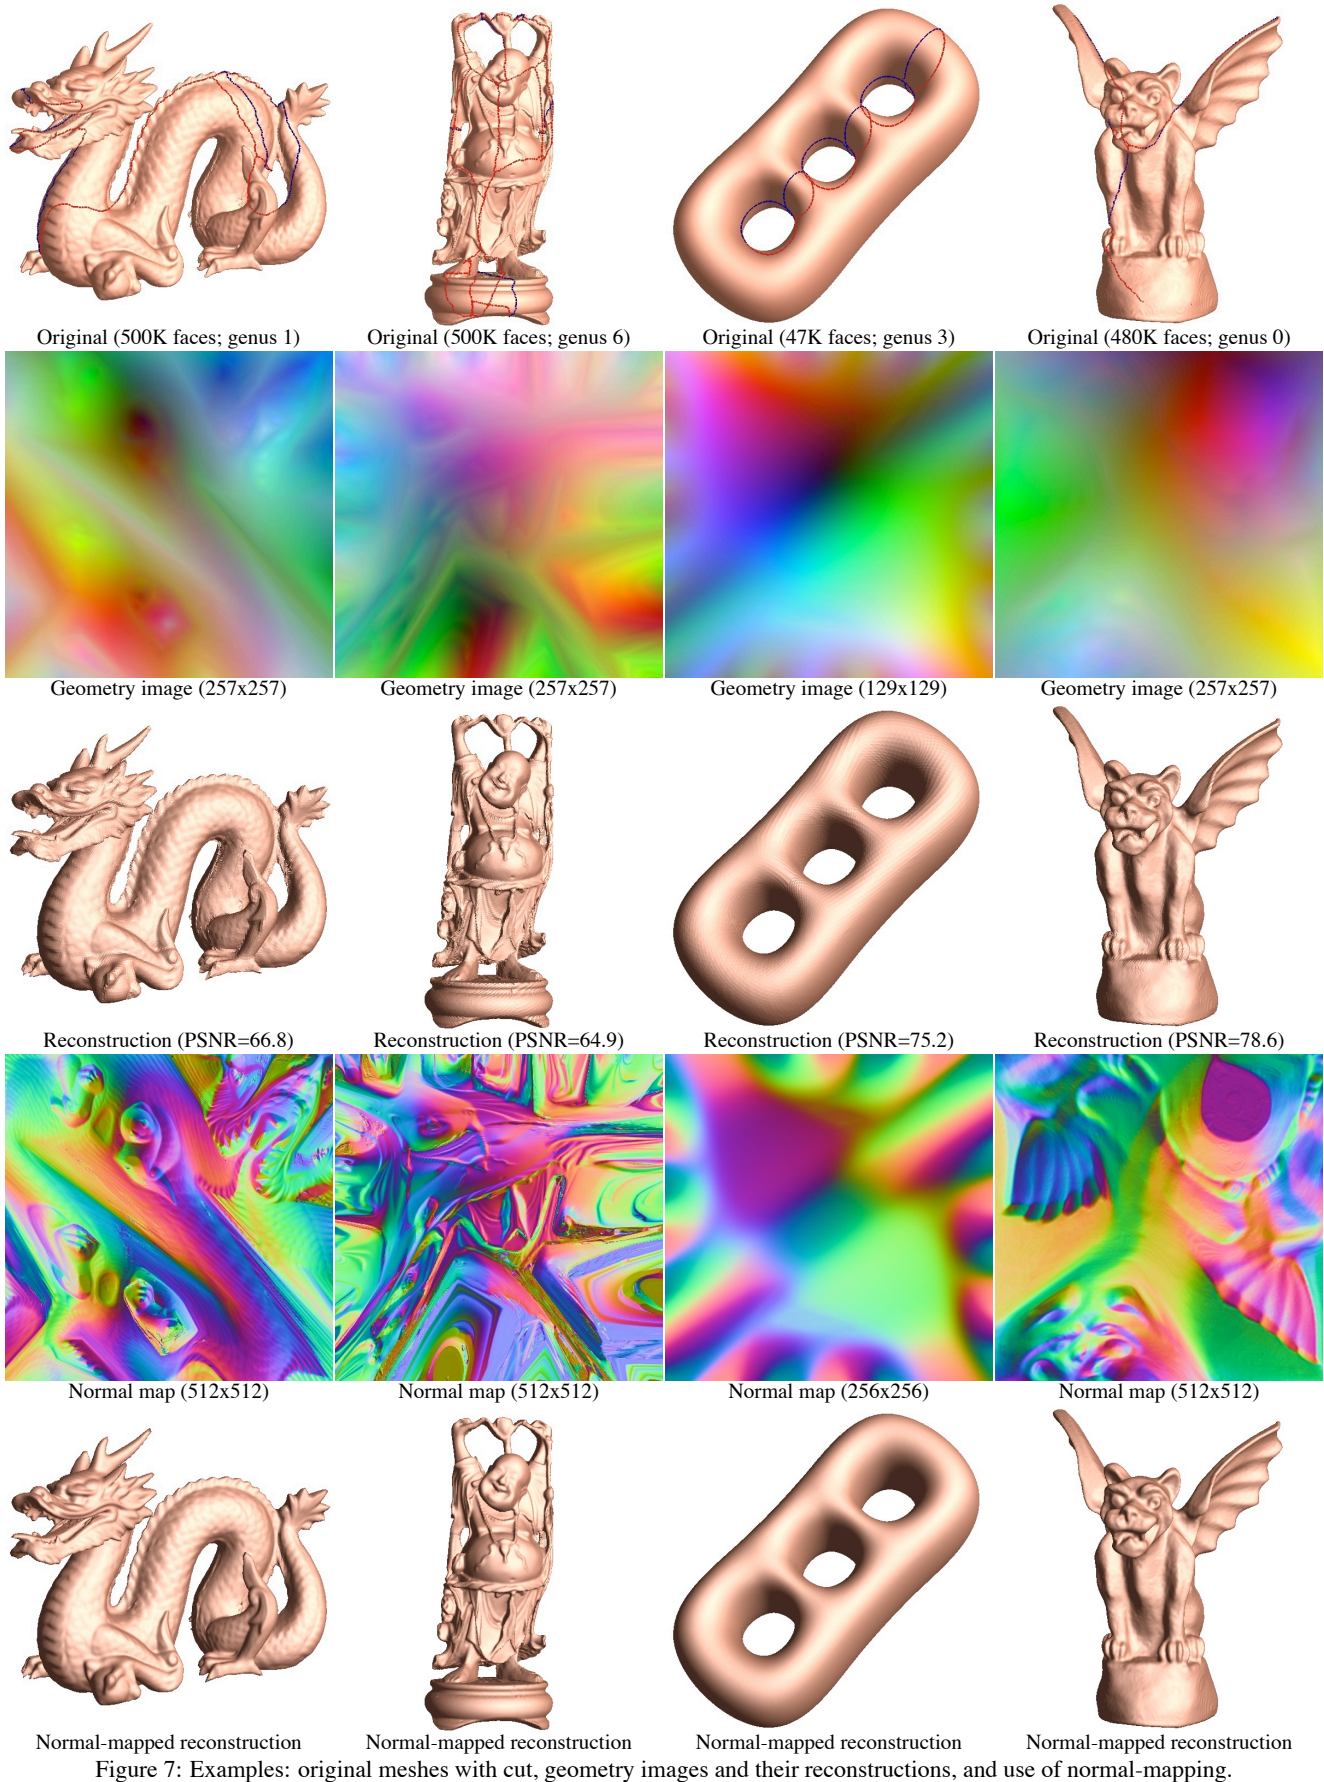 Original (500K faces; genus 1)
Original (500K faces; genus 6)
Original (47K faces; genus 3)
Original (480K faces; genus 0)
Geometry image (257x257)
Geometry image (257x257)
Geometry image (129x129)
Geometry image (257x257)
Reconstruction (PSNR=66.8)
Reconstruction (PSNR=64.9)
Reconstruction (PSNR=75.2)
Reconstruction (PSNR=78.6)
Normal map (512x512)
Normal map (512x512)
Normal map (256x256)
Normal map (512x512)
Normal-mapped reconstruction
Normal-mapped reconstruction
Normal-mapped reconstruction
Normal-mapped reconstruction
Figure 7: Examples: original meshes with cut, geometry images and their reconstructions, and use of normal-mapping.